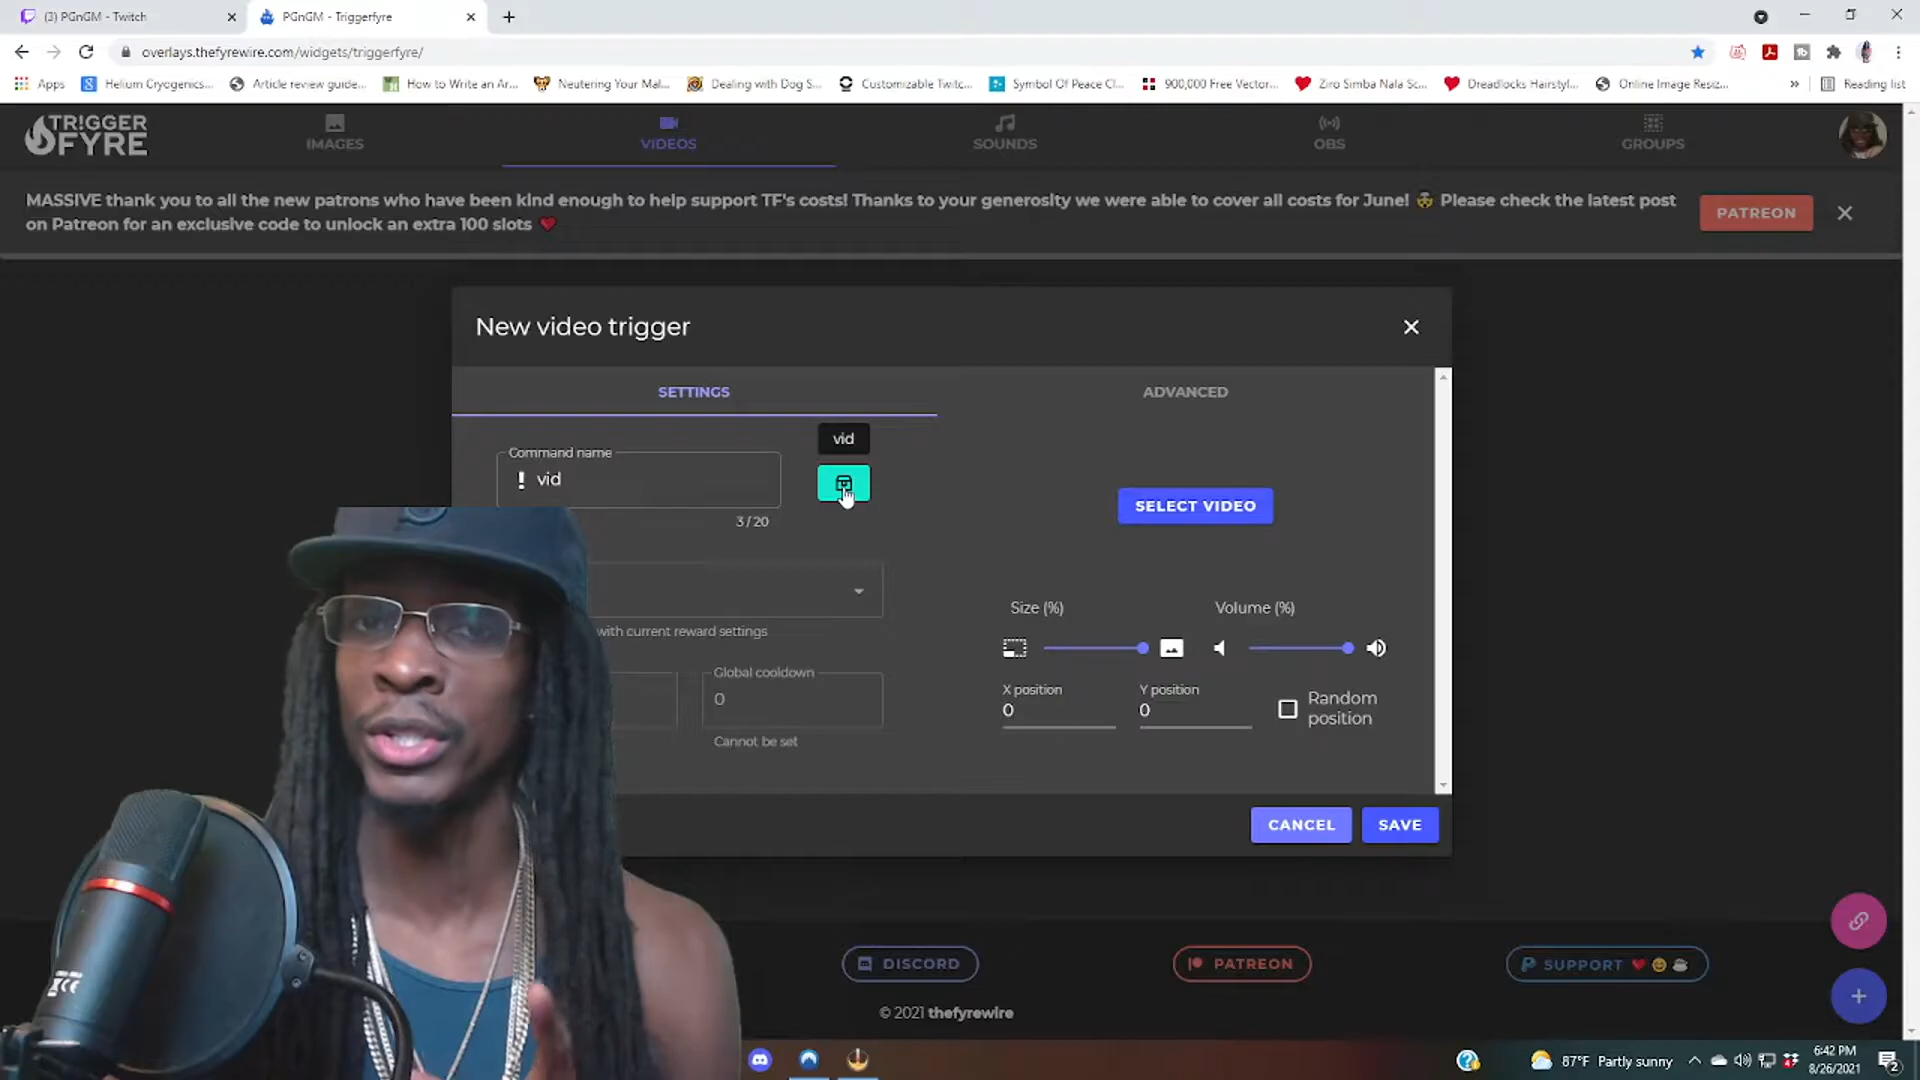 (3) PGnGM - Twitch
PGnGM - Triggerfyre
overlays.thefyrewire.com/widgets/triggerfyre/
Apps
Helium Cryogenics...
Article review guide...
How to Write an Ar...
Neutering Your Mal...
Dealing with Dog S...
Customizable Twitc...
Symbol Of Peace Cl...
900,000 Free Vector...
Ziro Simba Nala Sc...
Dreadlocks Hairstyl...
Online Image Resiz...
»
Reading list
TRIGGER
FYRE
IMAGES
VIDEOS
SOUNDS
OBS
GROUPS
MASSIVE thank you to all the new patrons who have been kind enough to help support TF's costs! Thanks to your generosity we were able to cover all costs for June! Please check the latest post
on Patreon for an exclusive code to unlock an extra 100 slots
PATREON
New video trigger
SETTINGS
ADVANCED
vid
Command name
! vid
3 / 20
SELECT VIDEO
with current reward settings
Size (%)
Volume (%)
Global cooldown
0
Cannot be set
X position
0
Y position
0
Random
position
CANCEL
SAVE
DISCORD
PATREON
SUPPORT
© 2021 thefyrewire
87°F Partly sunny
6:42 PM
8/26/2021
2